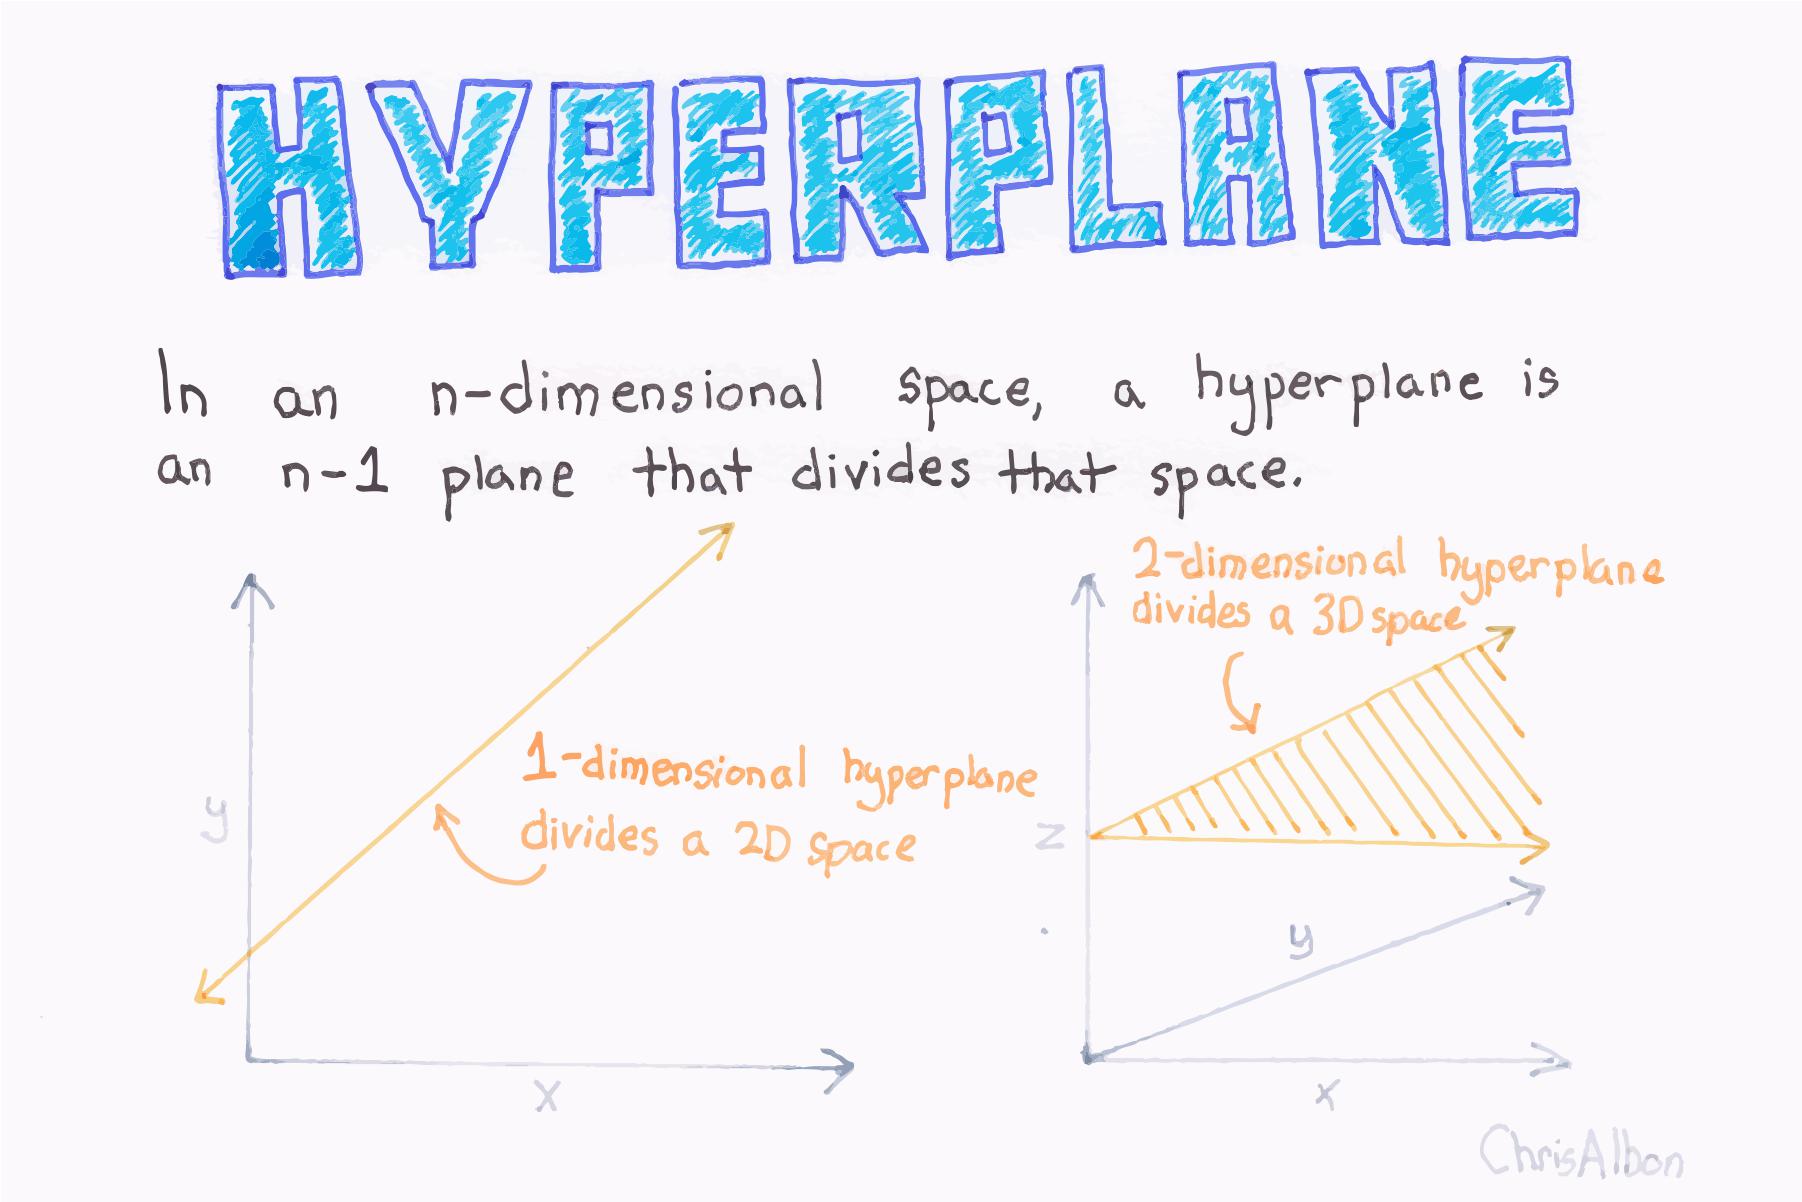 HYPERPLANE
In an n-dimensional space, a hyperplane is
an n-1 plane that divides that space.
2-dimensional hyperplane
divides a 3D space
1-dimensional hyperplane
divides a 2D space
y
x
z
y
x
ChrisAlbon